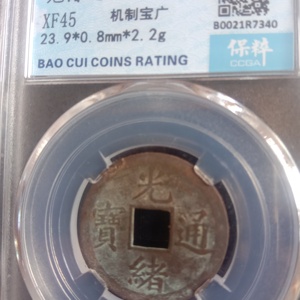 XF45 机制宝广
23.9*0.8mm*2.2g
B0021R7340
保粹
CCGA
BAO CUI COINS RATING
光
寶 通
緒